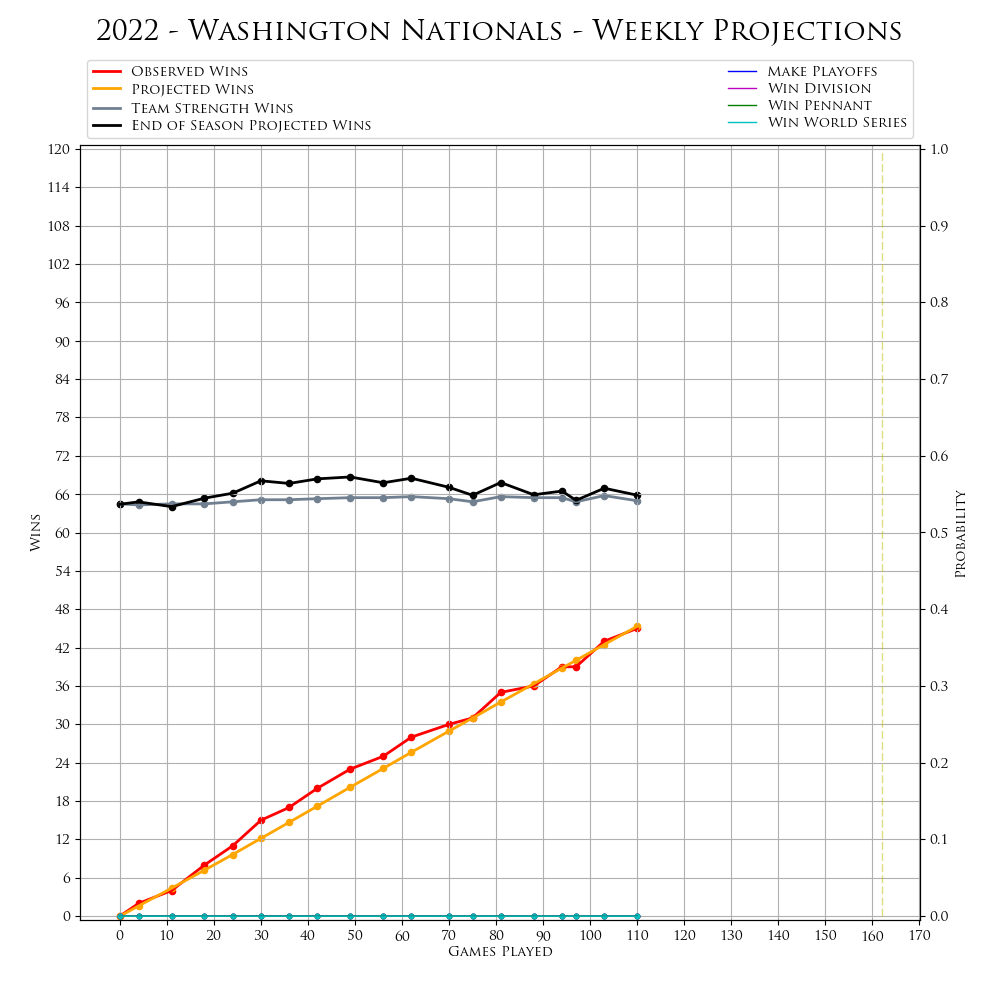 2022 - Washington Nationals - Weekly Projections
Observed Wins
Projected Wins
Team Strength Wins
End of Season Projected Wins
Make Playoffs
Win Division
Win Pennant
Win World Series
120
114
108
102
96
90
84
78
72
66
60
54
48
42
36
30
24
18
12
6
0
Wins
1.0
0.9
0.8
0.7
0.6
0.5
0.4
0.3
0.2
0.1
0.0
Probability
0 10 20 30 40 50 60 70 80 90 100 110 120 130 140 150 160 170
Games Played